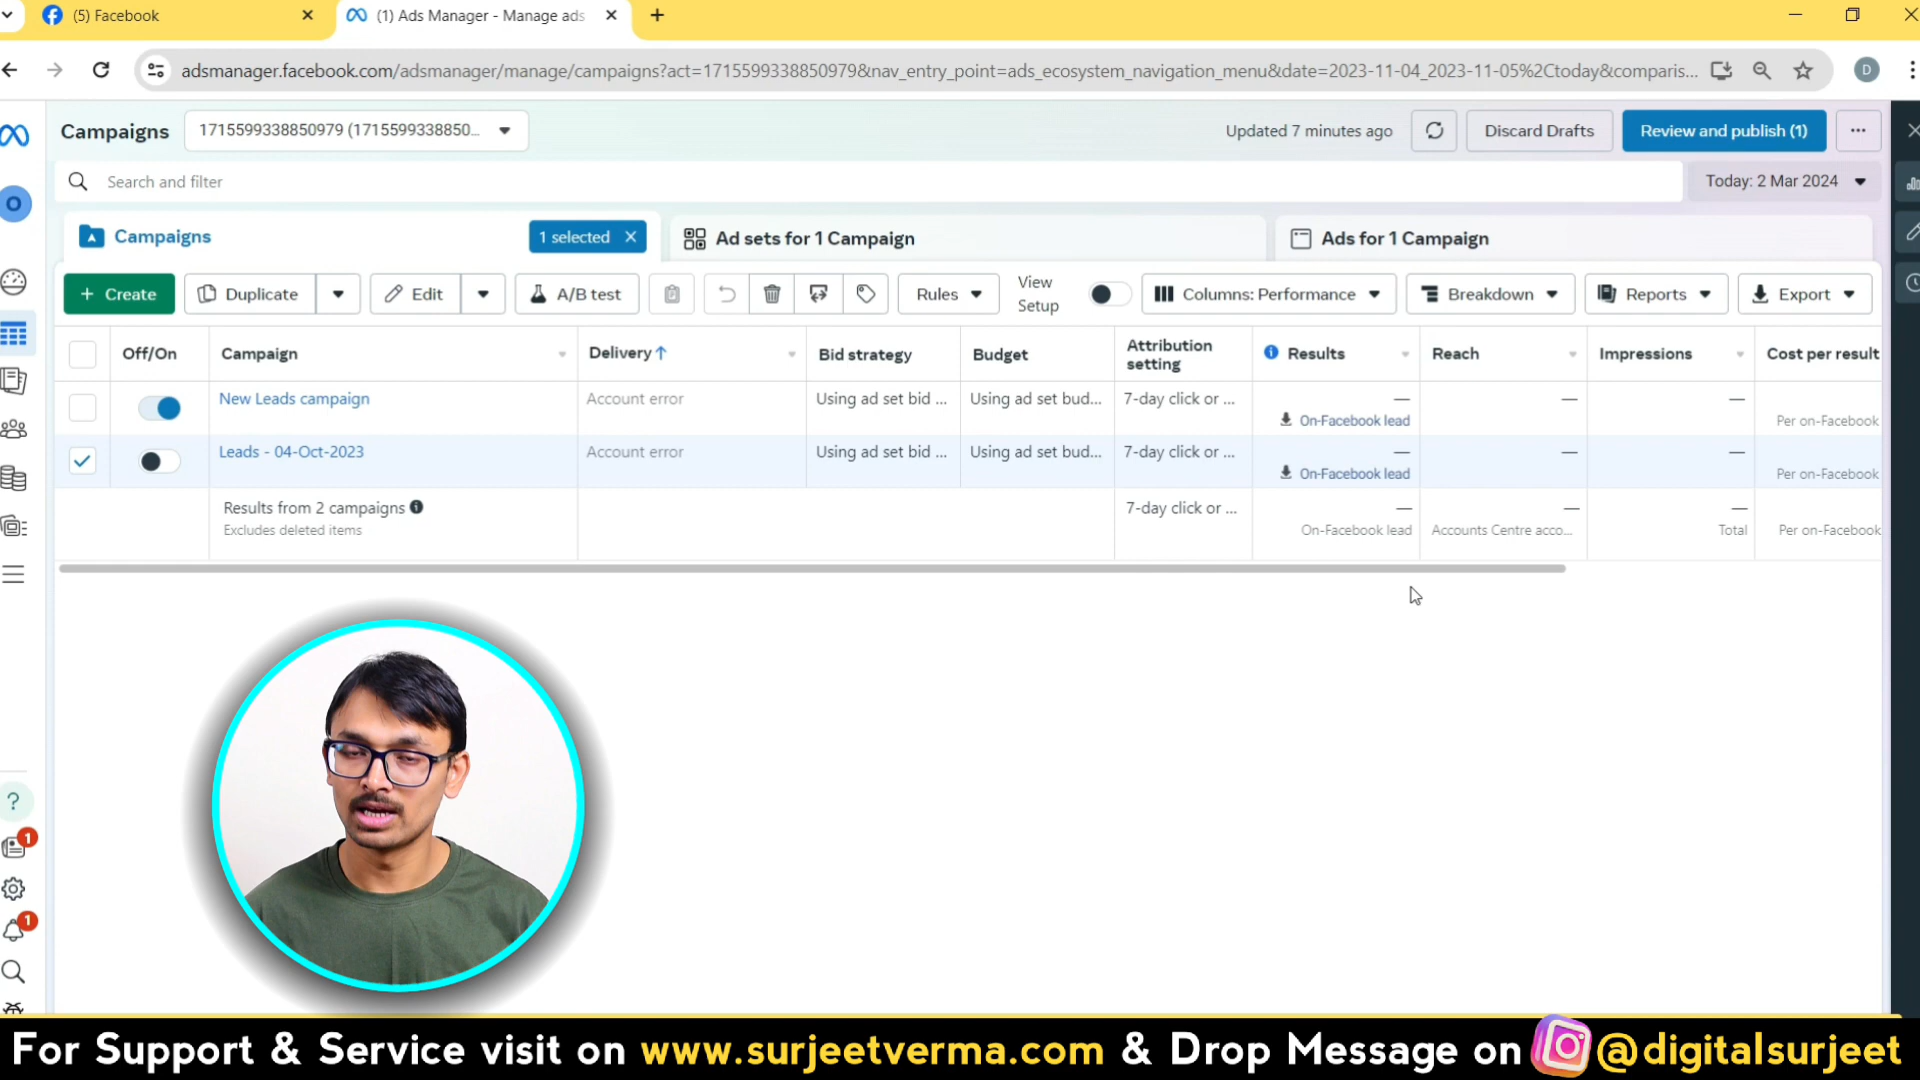 (5) Facebook
(1) Ads Manager - Manage ads
adsmanager.facebook.com/adsmanager/manage/campaigns?act=1715599338850979&nav_entry_point=ads_ecosystem_navigation_menu&date=2023-11-04_2023-11-05%2Ctoday&comparis...
D
Campaigns
1715599338850979 (1715599338850...
Updated 7 minutes ago
Discard Drafts
Review and publish (1)
Search and filter
Today: 2 Mar 2024
O
Campaigns
1 selected
Ad sets for 1 Campaign
Ads for 1 Campaign
+ Create
Duplicate
Edit
A/B test
Rules
View Setup
Columns: Performance
Breakdown
Reports
Export
Off/On
Campaign
Delivery ↑
Bid strategy
Budget
Attribution setting
Results
Reach
Impressions
Cost per result
New Leads campaign
Account error
Using ad set bid ...
Using ad set bud...
7-day click or ...
—
On-Facebook lead
—
—
Per on-Facebook
Leads - 04-Oct-2023
Account error
Using ad set bid ...
Using ad set bud...
7-day click or ...
—
On-Facebook lead
—
—
Per on-Facebook
Results from 2 campaigns
Excludes deleted items
7-day click or ...
—
On-Facebook lead
—
Accounts Centre acco...
—
Total
Per on-Facebook
?
1
1
For Support & Service visit on www.surjeetverma.com & Drop Message on @digitalsurjeet